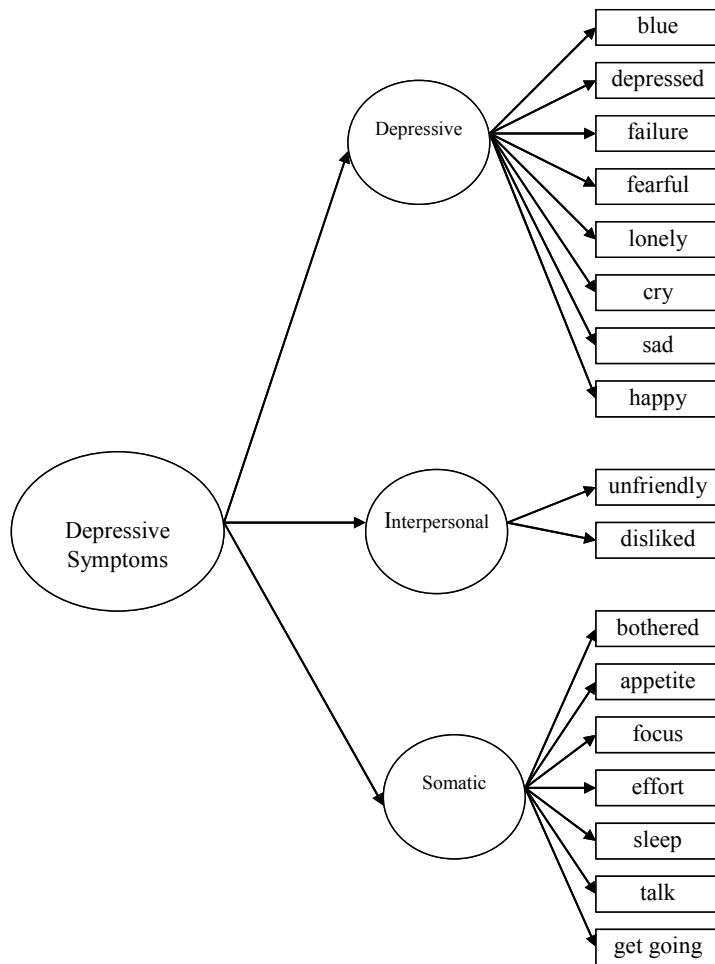 Depressive
Symptoms
Depressive
blue
depressed
failure
fearful
lonely
cry
sad
happy
Interpersonal
unfriendly
disliked
Somatic
bothered
appetite
focus
effort
sleep
talk
get going